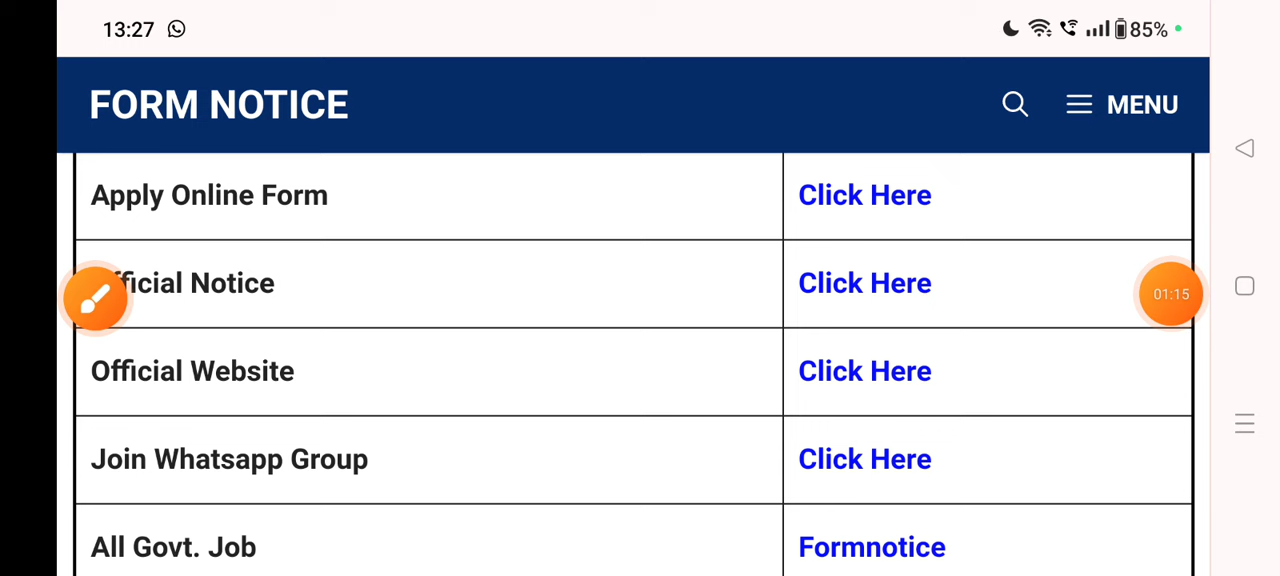 13:27 85%
FORM NOTICE MENU
Apply Online Form Click Here
fficial Notice Click Here
01:15
Official Website Click Here
Join Whatsapp Group Click Here
All Govt. Job Formnotice